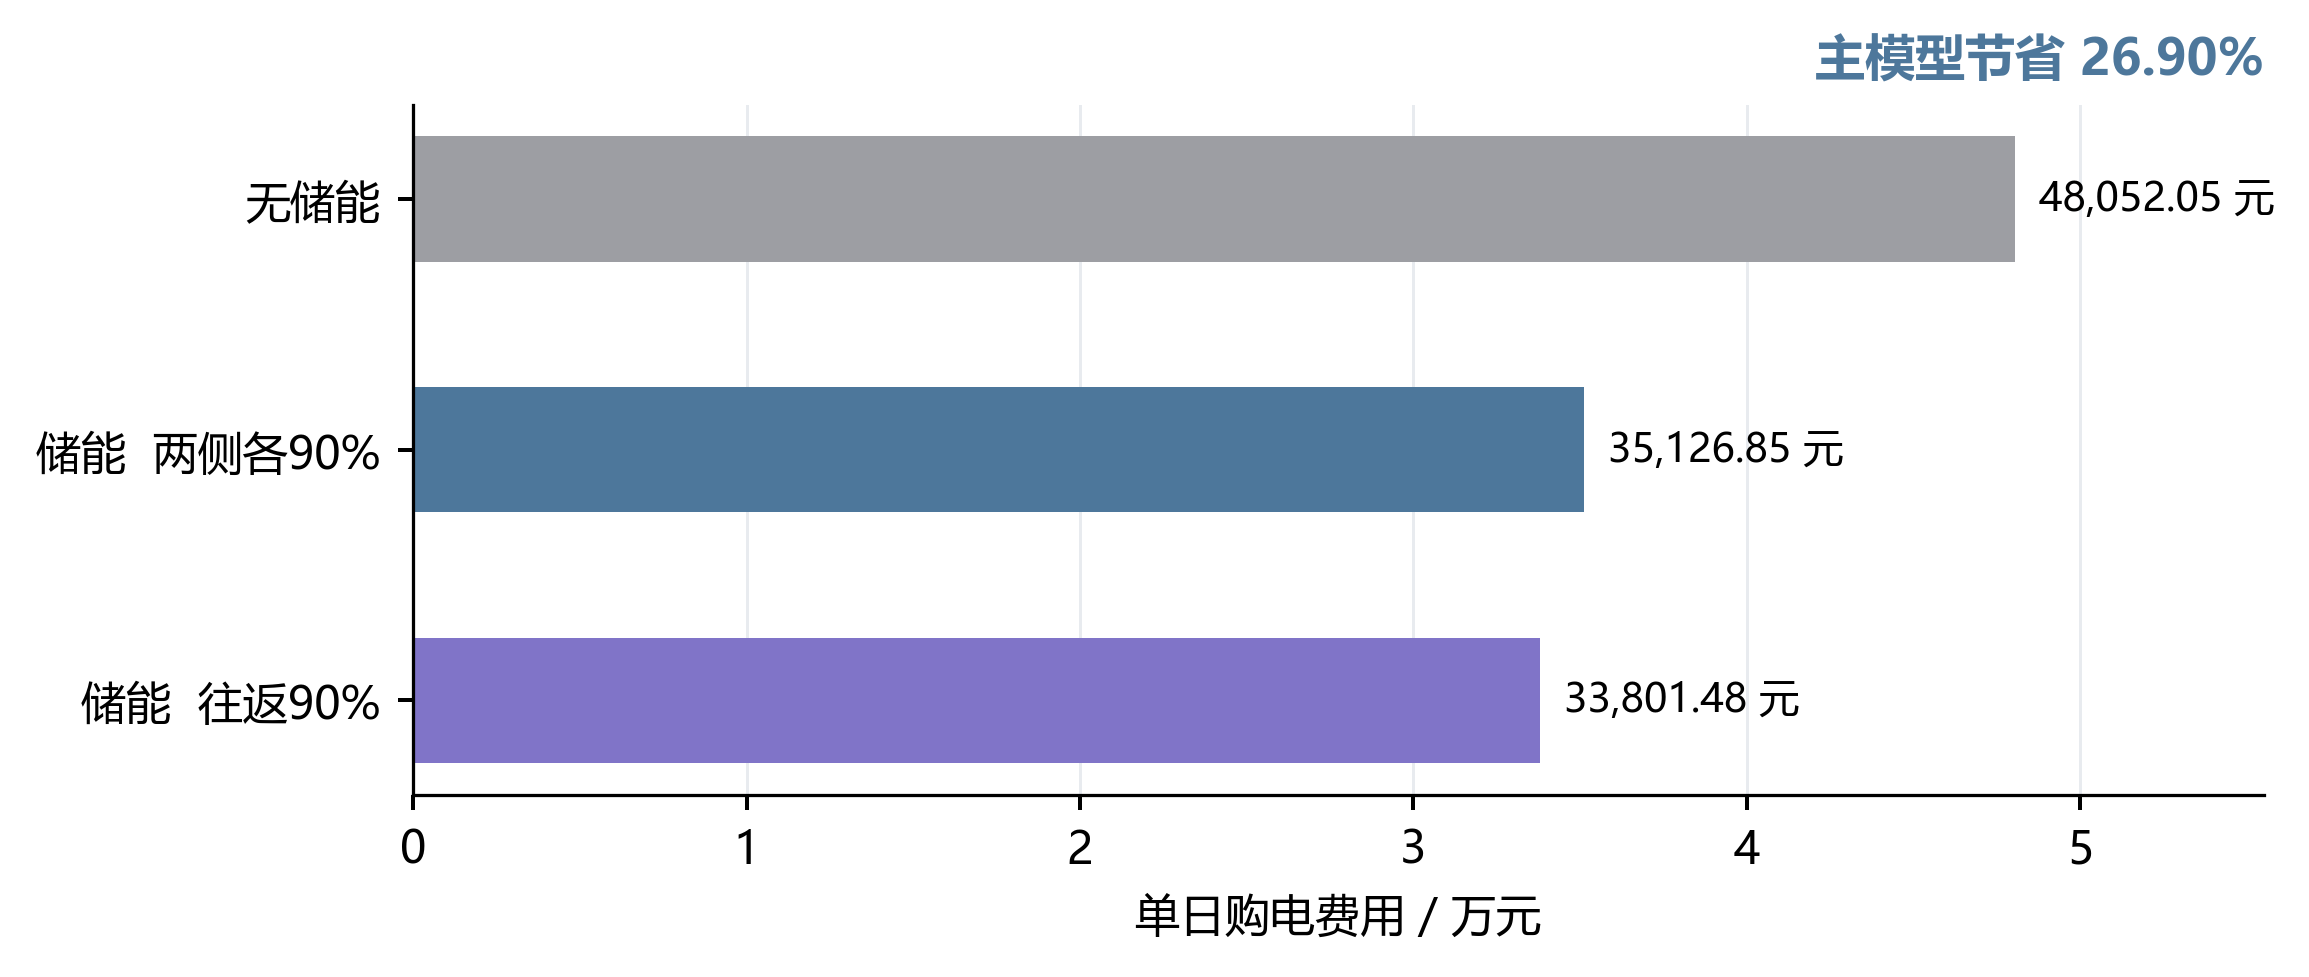 主模型节省 26.90%
无储能
48,052.05 元
储能 两侧各90%
35,126.85 元
储能 往返90%
33,801.48 元
0 1 2 3 4 5
单日购电费用 / 万元